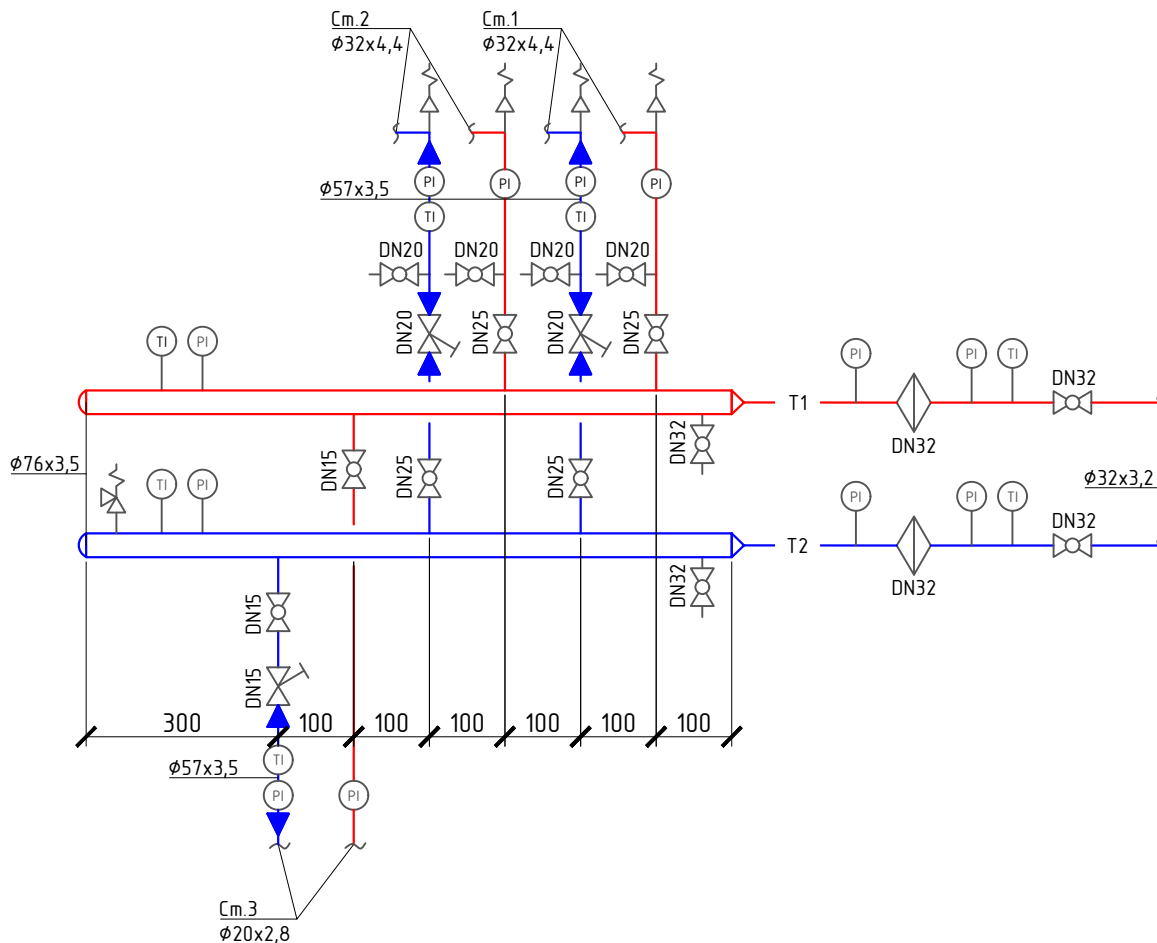 Ст.2
Ф32х4,4
Ст.1
Ф32х4,4
PI
PI
PI
PI
Ф57х3,5
TI
TI
DN20
DN20
DN20
DN20
DN20
DN25
DN20
DN25
TI
PI
PI
PI
TI
DN32
T1
DN32
DN32
Ф76х3,5
DN15
DN25
DN25
Ф32х3,2
TI
PI
PI
PI
TI
DN32
T2
DN32
DN32
DN15
DN15
300
100
100
100
100
100
100
TI
Ф57х3,5
PI
PI
Ст.3
Ф20х2,8